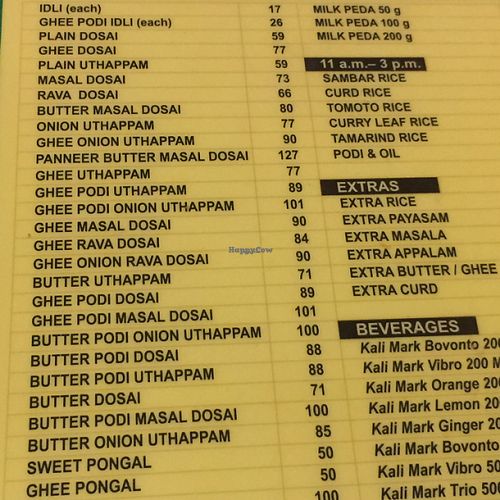 IDLI (each) 17
GHEE PODI IDLI (each) 26
PLAIN DOSAI 59
GHEE DOSAI 77
PLAIN UTHAPPAM 59
MASAL DOSAI 73
RAVA DOSAI 66
BUTTER MASAL DOSAI 80
ONION UTHAPPAM 77
GHEE ONION UTHAPPAM 90
PANNEER BUTTER MASAL DOSAI 127
GHEE UTHAPPAM 77
GHEE PODI UTHAPPAM 89
GHEE PODI ONION UTHAPPAM 101
GHEE MASAL DOSAI 90
GHEE RAVA DOSAI 84
GHEE ONION RAVA DOSAI 90
BUTTER UTHAPPAM 71
GHEE PODI DOSAI 89
GHEE PODI MASAL DOSAI 101
BUTTER PODI ONION UTHAPPAM 100
BUTTER PODI DOSAI 88
BUTTER PODI UTHAPPAM 88
BUTTER DOSAI 71
BUTTER PODI MASAL DOSAI 100
BUTTER ONION UTHAPPAM 85
SWEET PONGAL 50
GHEE PONGAL 50
100
MILK PEDA 50 g
MILK PEDA 100 g
MILK PEDA 200 g
11 a.m.– 3 p.m.
SAMBAR RICE
CURD RICE
TOMOTO RICE
CURRY LEAF RICE
TAMARIND RICE
PODI & OIL
EXTRAS
EXTRA RICE
EXTRA PAYASAM
EXTRA MASALA
EXTRA APPALAM
EXTRA BUTTER / GHEE
EXTRA CURD
BEVERAGES
Kali Mark Bovonto 200
Kali Mark Vibro 200 M
Kali Mark Orange 200
Kali Mark Lemon 200
Kali Mark Ginger 20
Kali Mark Bovonto
Kali Mark Vibro 50
Kali Mark 50
HappyCow